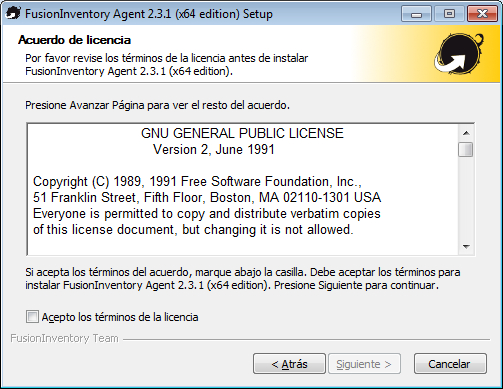 FusionInventory Agent 2.3.1 (x64 edition) Setup
Acuerdo de licencia
Por favor revise los términos de la licencia antes de instalar
FusionInventory Agent 2.3.1 (x64 edition).
Presione Avanzar Página para ver el resto del acuerdo.
GNU GENERAL PUBLIC LICENSE
Version 2, June 1991
Copyright (C) 1989, 1991 Free Software Foundation, Inc.,
51 Franklin Street, Fifth Floor, Boston, MA 02110-1301 USA
Everyone is permitted to copy and distribute verbatim copies
of this license document, but changing it is not allowed.
Si acepta los términos del acuerdo, marque abajo la casilla. Debe aceptar los términos para
instalar FusionInventory Agent 2.3.1 (x64 edition). Presione Siguiente para continuar.
Acepto los términos de la licencia
FusionInventory Team
< Atrás
Siguiente >
Cancelar